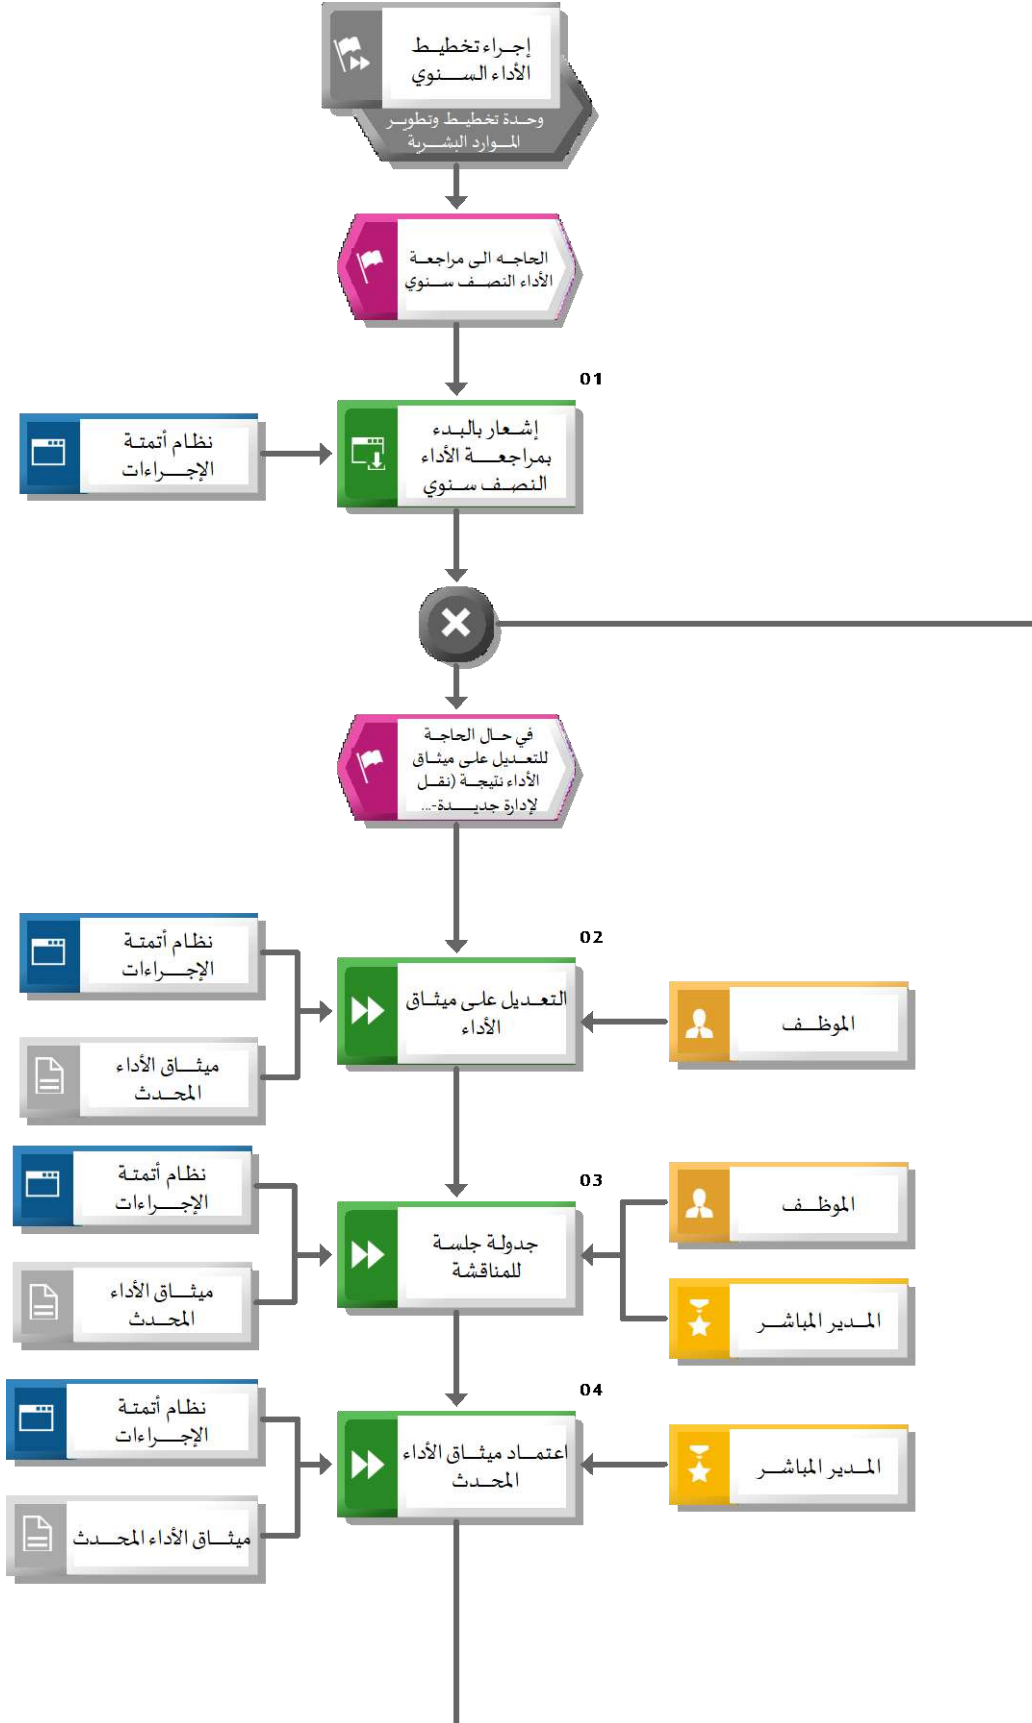 إجراء تخطيط
الأداء السنوي
وحدة تخطيط وتطوير
الموارد البشرية
الحاجه الى مراجعة
الأداء النصف سنوي
01
نظام أتمتة
الإجراءات
إشعار بالبدء
بمراجعة الأداء
النصف سنوي
في حال الحاجة
للتعديل على ميثاق
الأداء نتيجة (نقل
لإدارة جديدة-...
02
نظام أتمتة
الإجراءات
ميثاق الأداء
المحدث
التعديل على ميثاق
الأداء
الموظف
03
نظام أتمتة
الإجراءات
ميثاق الأداء
المحدث
جدولة جلسة
للمناقشة
الموظف
المدير المباشر
04
نظام أتمتة
الإجراءات
ميثاق الأداء المحدث
اعتماد ميثاق الأداء
المحدث
المدير المباشر